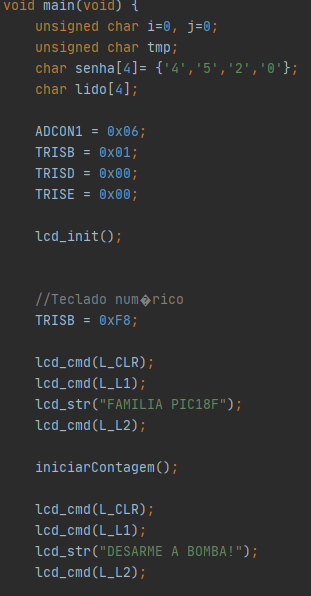 void main(void) {
unsigned char i=0, j=0;
unsigned char tmp;
char senha[4]= {'4','5','2','0'};
char lido[4];
ADCON1 = 0x06;
TRISB = 0x01;
TRISD = 0x00;
TRISE = 0x00;
lcd_init();
//Teclado num�rico
TRISB = 0xF8;
lcd_cmd(L_CLR);
lcd_cmd(L_L1);
lcd_str("FAMILIA PIC18F");
lcd_cmd(L_L2);
iniciarContagem();
lcd_cmd(L_CLR);
lcd_cmd(L_L1);
lcd_str("DESARME A BOMBA!");
lcd_cmd(L_L2);